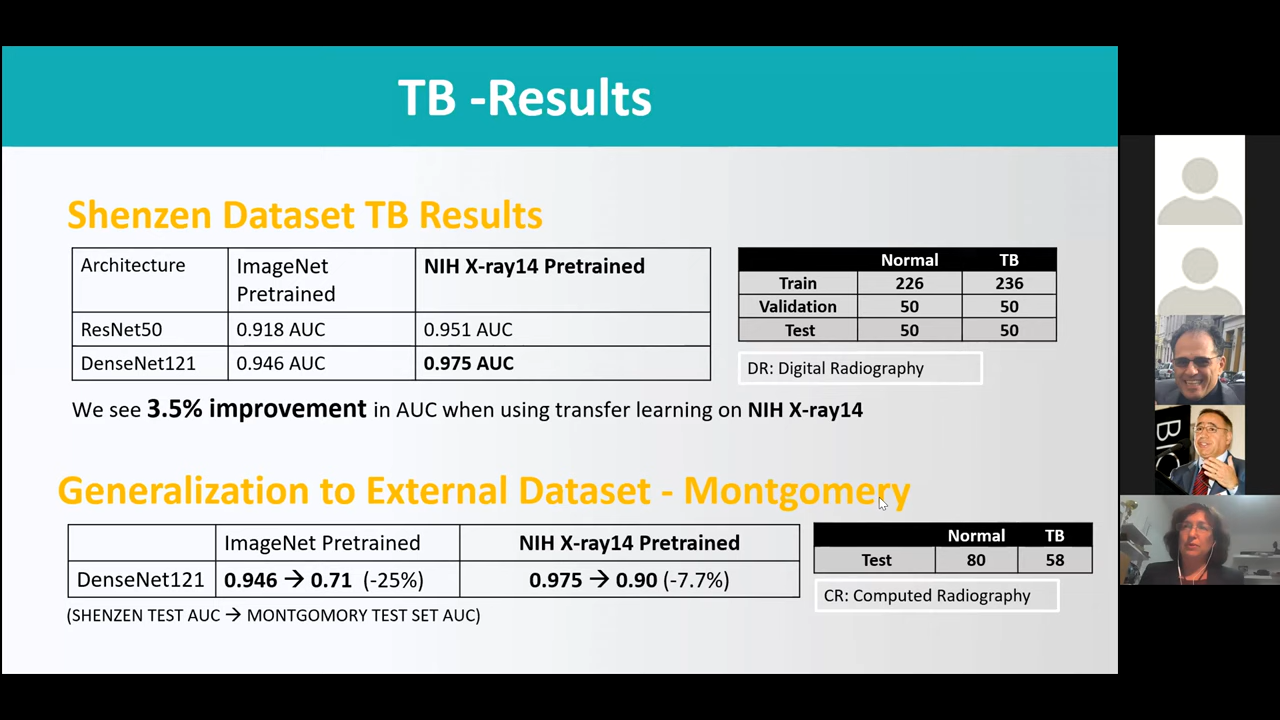 TB -Results
Shenzen Dataset TB Results
Architecture ImageNet Pretrained NIH X-ray14 Pretrained
ResNet50 0.918 AUC 0.951 AUC
DenseNet121 0.946 AUC 0.975 AUC
Normal TB
Train 226 236
Validation 50 50
Test 50 50
DR: Digital Radiography
We see 3.5% improvement in AUC when using transfer learning on NIH X-ray14
Generalization to External Dataset - Montgomery
ImageNet Pretrained NIH X-ray14 Pretrained
DenseNet121 0.946 → 0.71 (-25%) 0.975 → 0.90 (-7.7%)
(SHENZEN TEST AUC → MONTGOMORY TEST SET AUC)
Normal TB
Test 80 58
CR: Computed Radiography